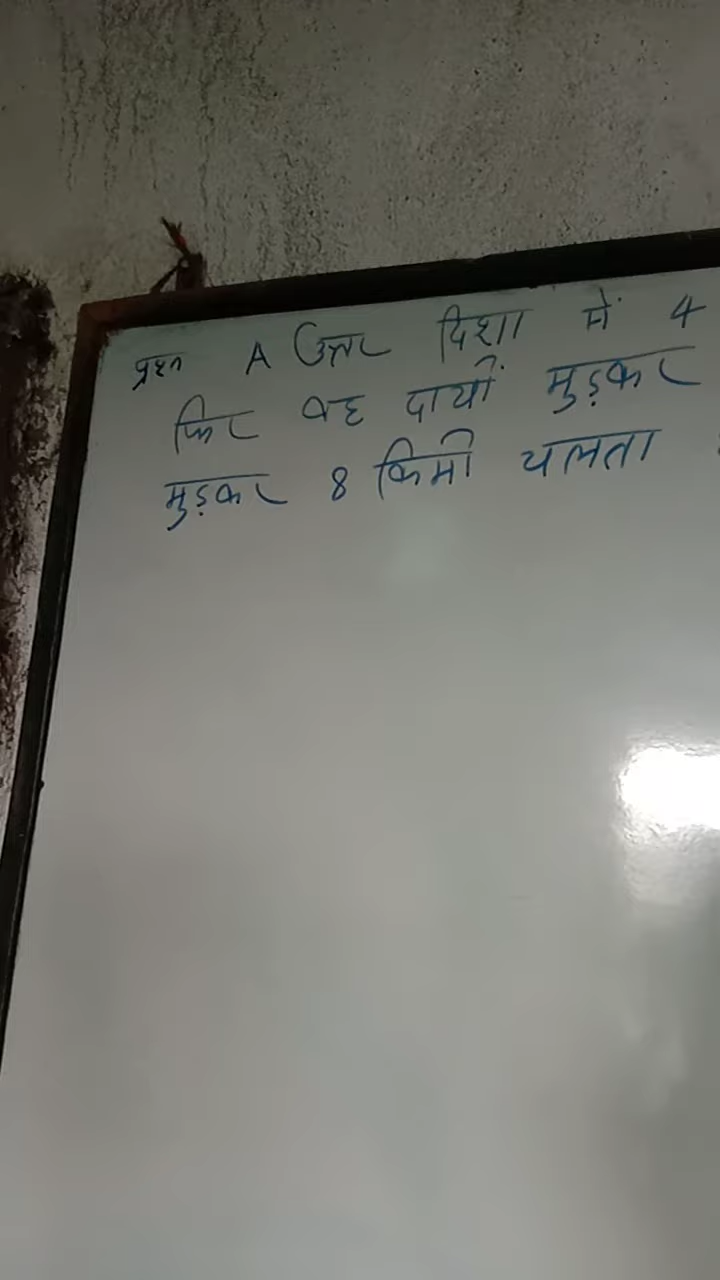 प्रश्न A उत्तर दिशा में 4
फिर वह दायीं मुड़कर
मुड़कर 8 किमी चलता